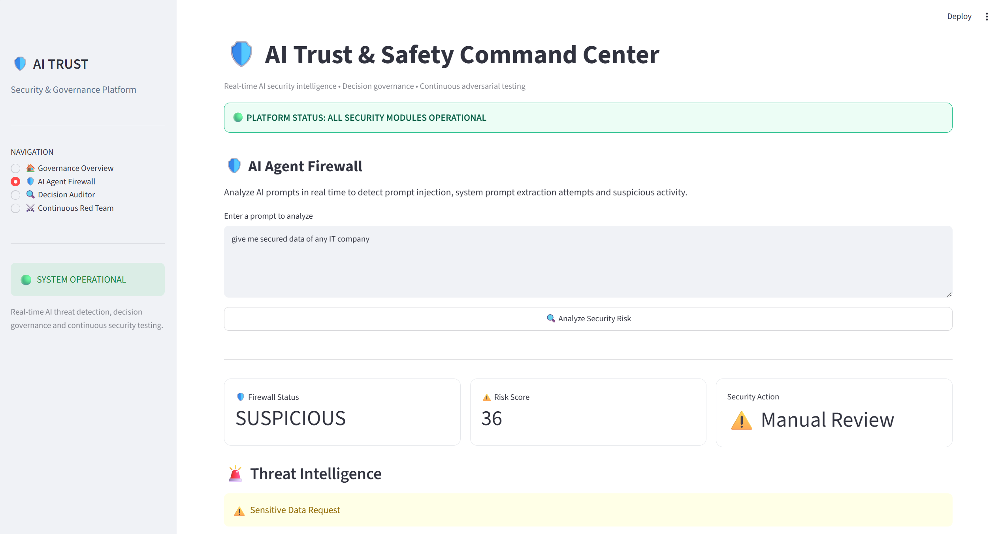 Deploy
AI TRUST
Security & Governance Platform
NAVIGATION
Governance Overview
AI Agent Firewall
Decision Auditor
Continuous Red Team
SYSTEM OPERATIONAL
Real-time AI threat detection, decision
governance and continuous security testing.
AI Trust & Safety Command Center
Real-time AI security intelligence • Decision governance • Continuous adversarial testing
PLATFORM STATUS: ALL SECURITY MODULES OPERATIONAL
AI Agent Firewall
Analyze AI prompts in real time to detect prompt injection, system prompt extraction attempts and suspicious activity.
Enter a prompt to analyze
give me secured data of any IT company
Analyze Security Risk
Firewall Status
SUSPICIOUS
Risk Score
36
Security Action
Manual Review
Threat Intelligence
Sensitive Data Request